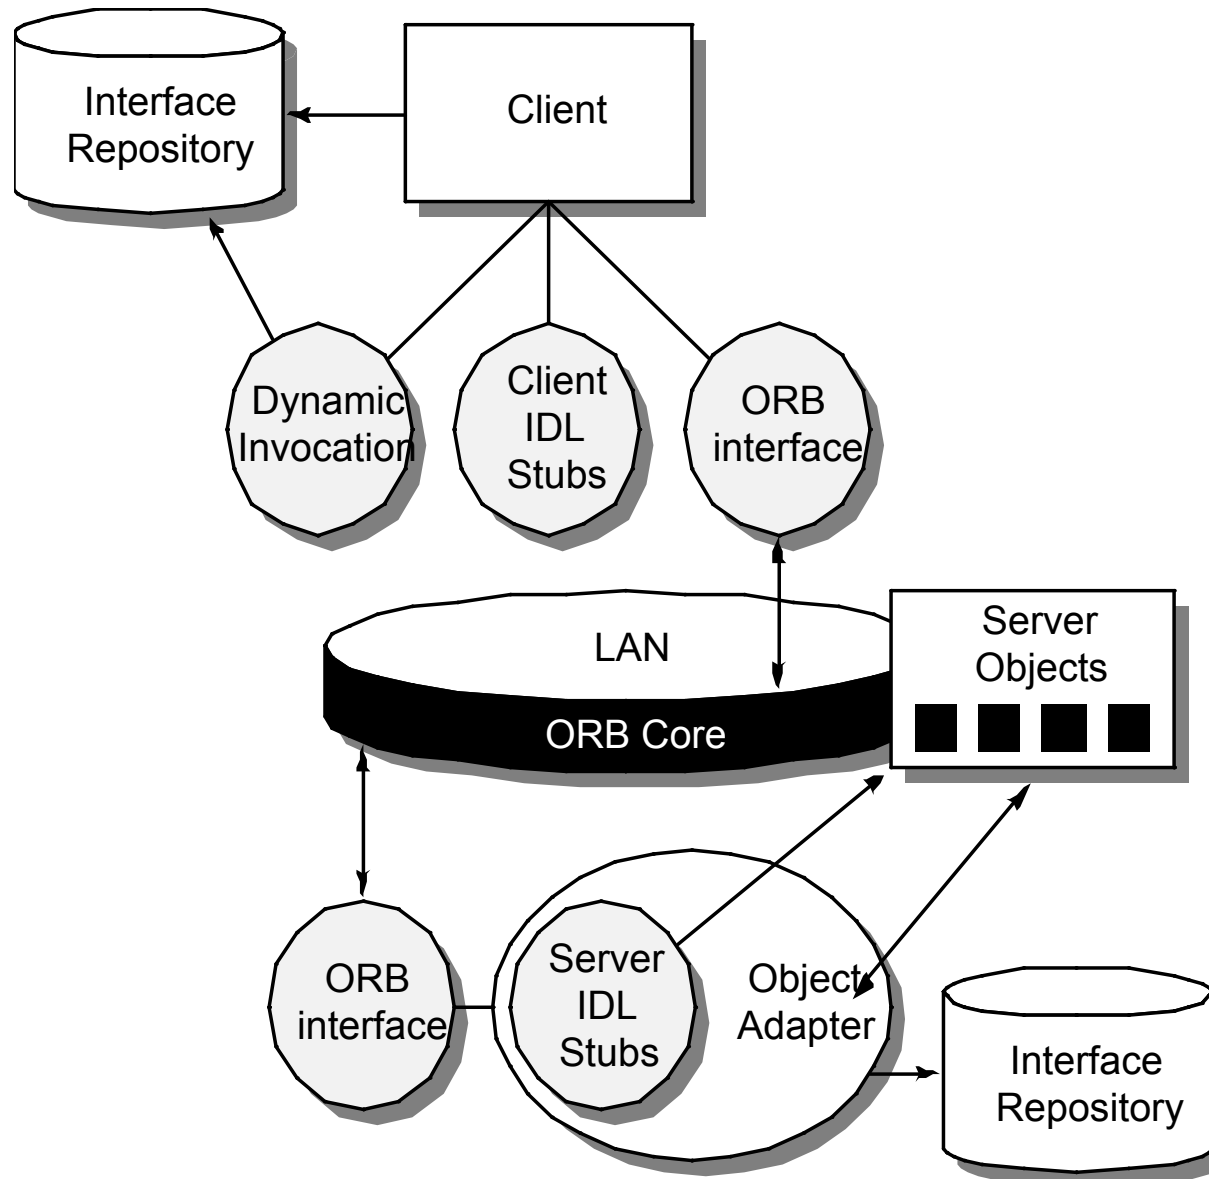 Interface
Repository
Client
Dynamic
Invocation
Client
IDL
Stubs
ORB
interface
LAN
ORB Core
Server
Objects
ORB
interface
Server
IDL
Stubs
Object
Adapter
Interface
Repository